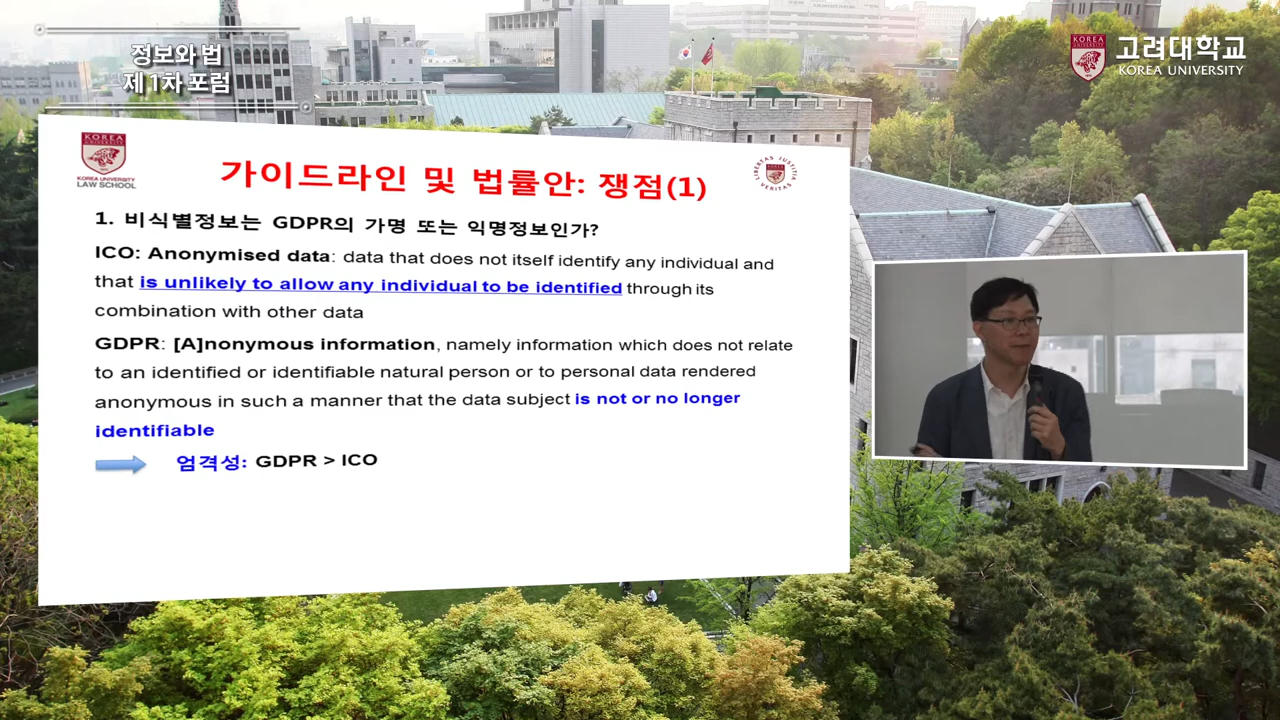 정보와 법
제 1차 포럼
KOREA
고려대학교
KOREA UNIVERSITY
KOREA
UNIVERSITY
KOREA UNIVERSITY
LAW SCHOOL
가이드라인 및 법률안: 쟁점(1)
LIBERTAS JUSTITIA
VERITAS
1. 비식별정보는 GDPR의 가명 또는 익명정보인가?
ICO: Anonymised data: data that does not itself identify any individual and
that is unlikely to allow any individual to be identified through its
combination with other data
GDPR: [A]nonymous information, namely information which does not relate
to an identified or identifiable natural person or to personal data rendered
anonymous in such a manner that the data subject is not or no longer
identifiable
엄격성: GDPR > ICO